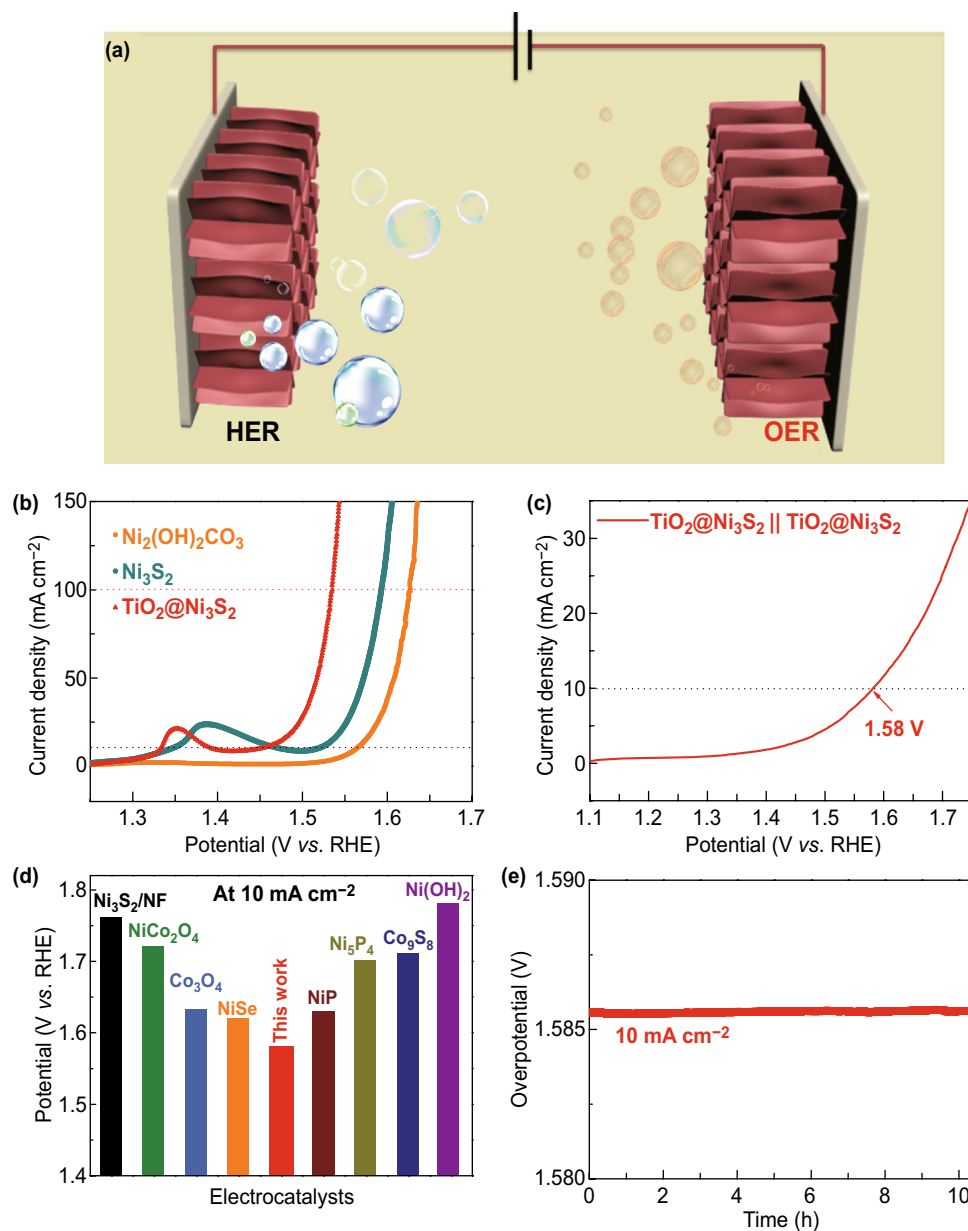 (a)
HER
OER
(b)
150
100
50
0
Current density (mA cm⁻²)
Ni₂(OH)₂CO₃
Ni₃S₂
TiO₂@Ni₃S₂
1.3 1.4 1.5 1.6 1.7
Potential (V vs. RHE)
(c)
30
20
10
0
Current density (mA cm⁻²)
TiO₂@Ni₃S₂ || TiO₂@Ni₃S₂
1.58 V
1.1 1.2 1.3 1.4 1.5 1.6 1.7
Potential (V vs. RHE)
(d)
1.8
1.7
1.6
1.5
1.4
Potential (V vs. RHE)
At 10 mA cm⁻²
Ni₃S₂/NF
NiCo₂O₄
Co₃O₄
NiSe
This work
NiP
Ni₅P₄
Co₉S₈
Ni(OH)₂
Electrocatalysts
(e)
1.590
1.585
1.580
Overpotential (V)
10 mA cm⁻²
0 2 4 6 8 10
Time (h)